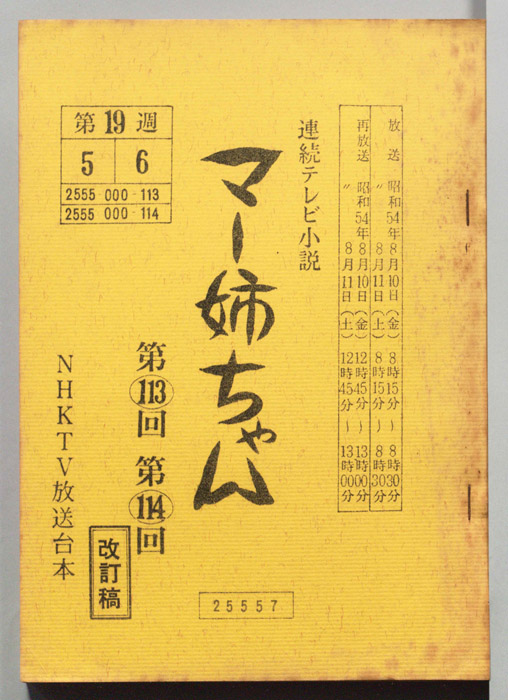 放送 昭和54年8月10日(金) 8時15分〜8時30分
〃 8月11日(土) 8時15分〜8時30分
再放送 昭和54年8月10日(金) 12時45分〜13時00分
〃 8月11日(土) 12時45分〜13時00分
連続テレビ小説
マー姉ちゃん
第113回 第114回
改訂稿
第19週
5 6
2555 000-113
2555 000-114
NHKTV放送台本
25557